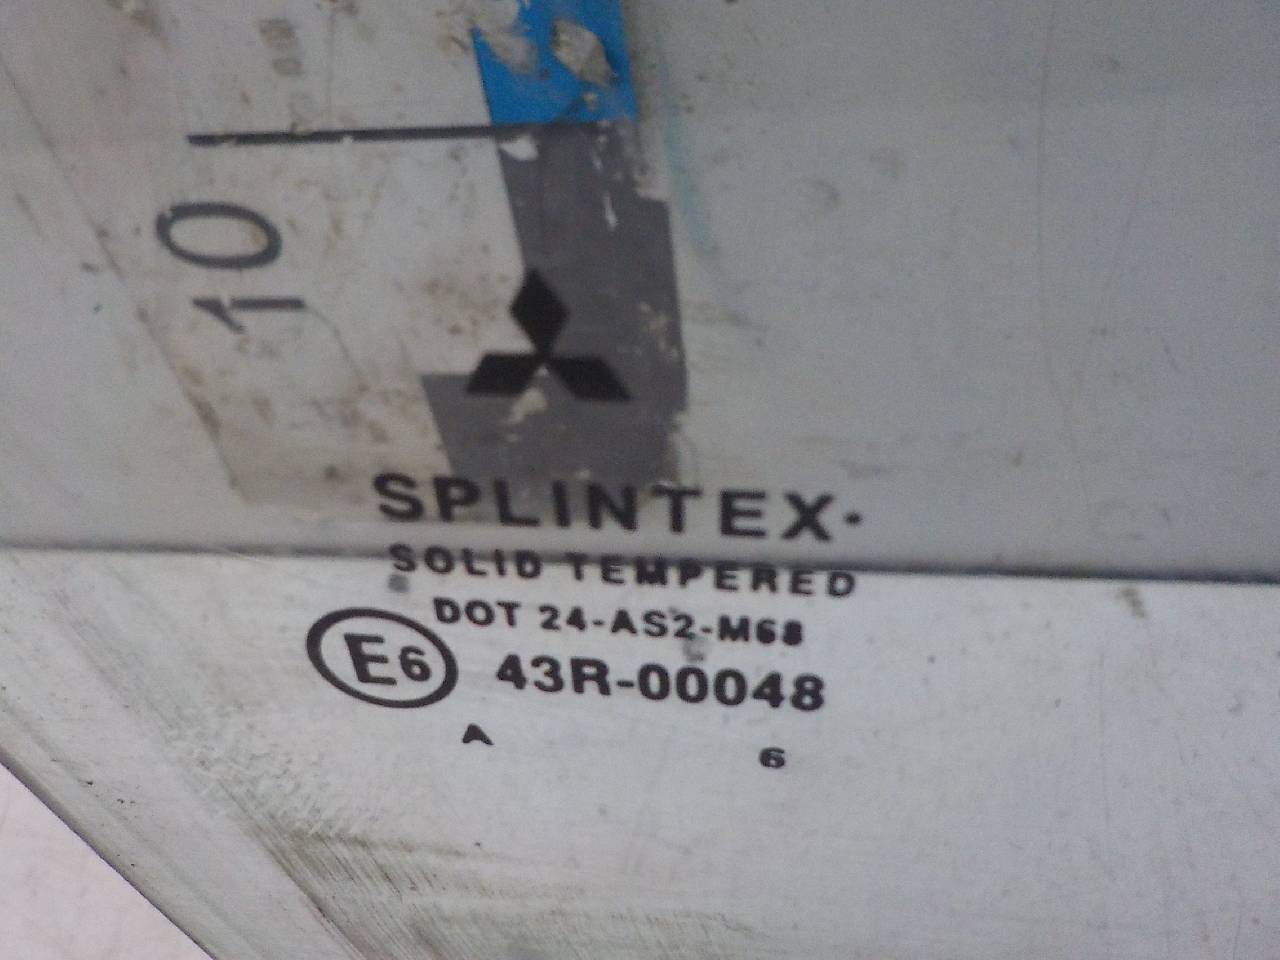 10
SPLINTEX·
SOLID TEMPERED
DOT 24-AS2-M68
E6 43R-00048
A 6